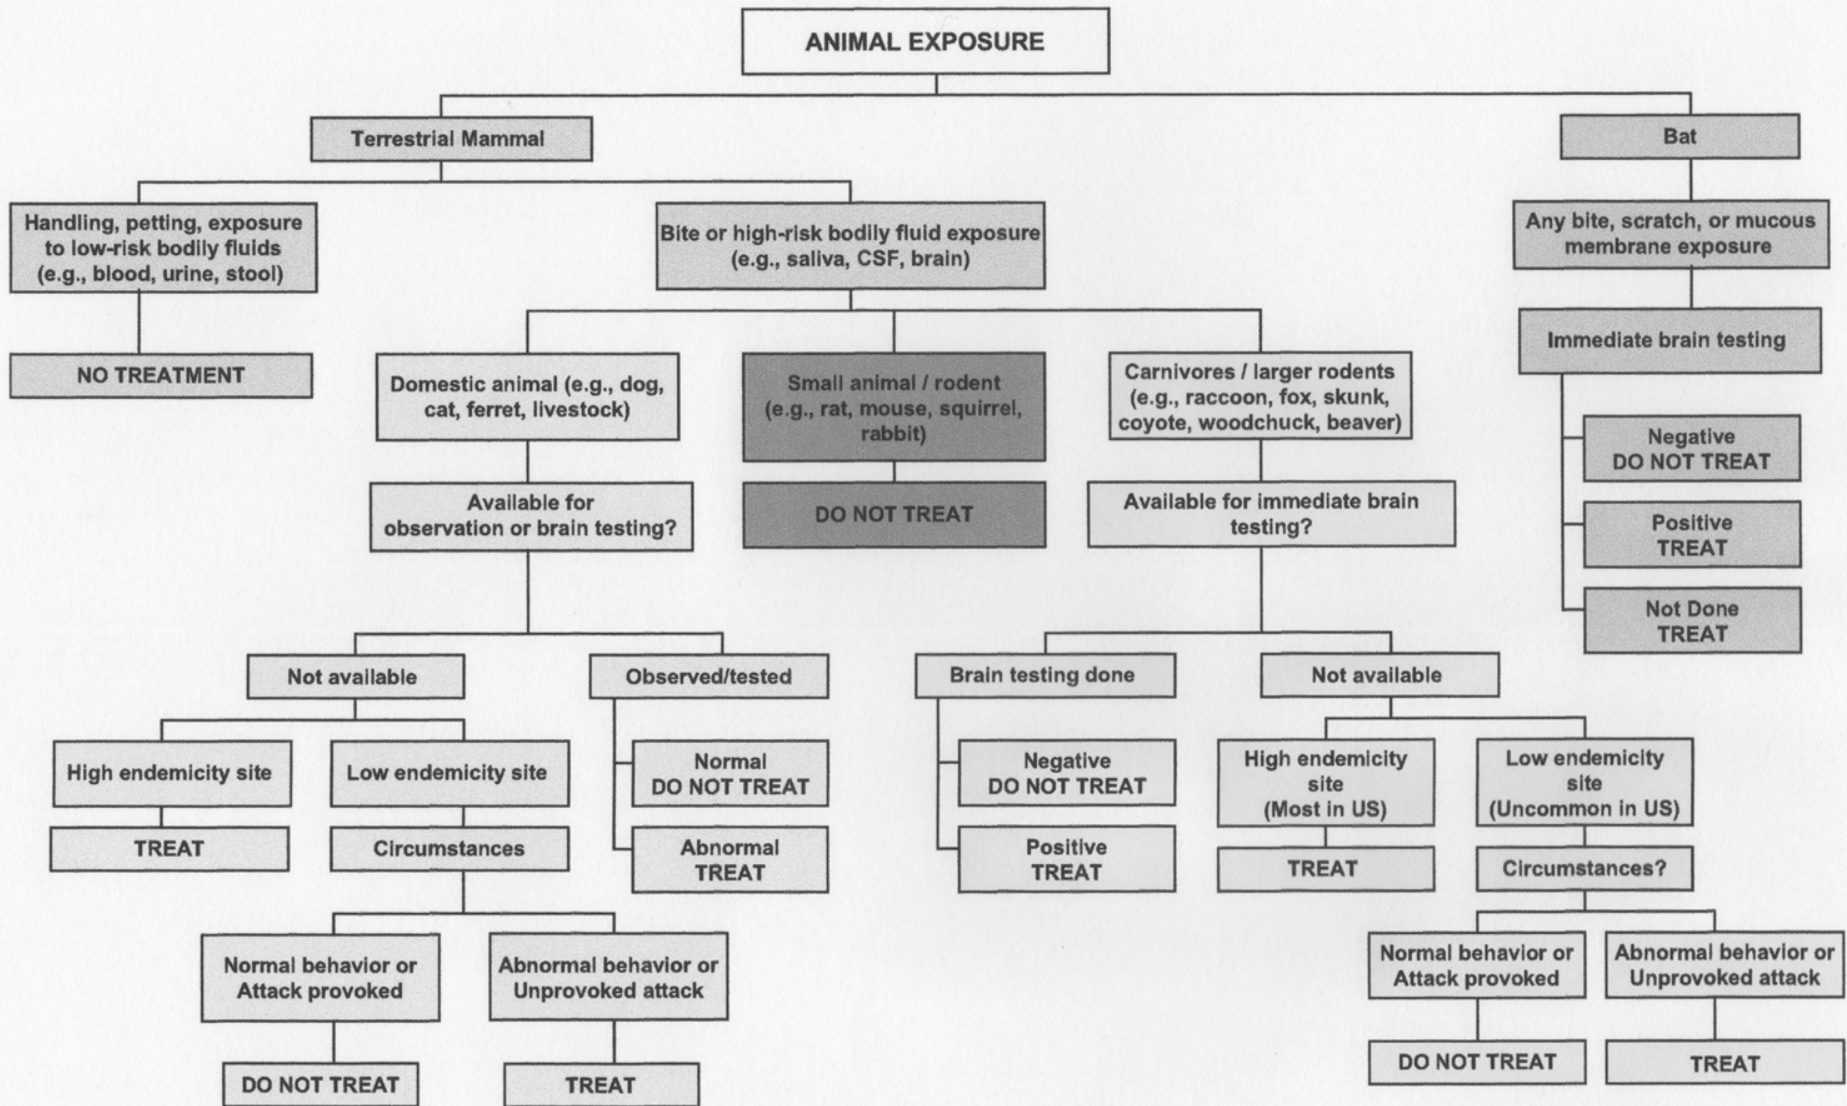 ANIMAL EXPOSURE
Terrestrial Mammal
Bat
Handling, petting, exposure
to low-risk bodily fluids
(e.g., blood, urine, stool)
Bite or high-risk bodily fluid exposure
(e.g., saliva, CSF, brain)
Any bite, scratch, or mucous
membrane exposure
NO TREATMENT
Domestic animal (e.g., dog,
cat, ferret, livestock)
Small animal / rodent
(e.g., rat, mouse, squirrel,
rabbit)
Carnivores / larger rodents
(e.g., raccoon, fox, skunk,
coyote, woodchuck, beaver)
Immediate brain testing
Available for
observation or brain testing?
DO NOT TREAT
Available for immediate brain
testing?
Negative
DO NOT TREAT
Positive
TREAT
Not Done
TREAT
Not available
Observed/tested
Brain testing done
Not available
High endemicity site
Low endemicity site
Normal
DO NOT TREAT
Negative
DO NOT TREAT
High endemicity
site
(Most in US)
Low endemicity
site
(Uncommon in US)
TREAT
Circumstances
Abnormal
TREAT
Positive
TREAT
TREAT
Circumstances?
Normal behavior or
Attack provoked
Abnormal behavior or
Unprovoked attack
Normal behavior or
Attack provoked
Abnormal behavior or
Unprovoked attack
DO NOT TREAT
TREAT
DO NOT TREAT
TREAT